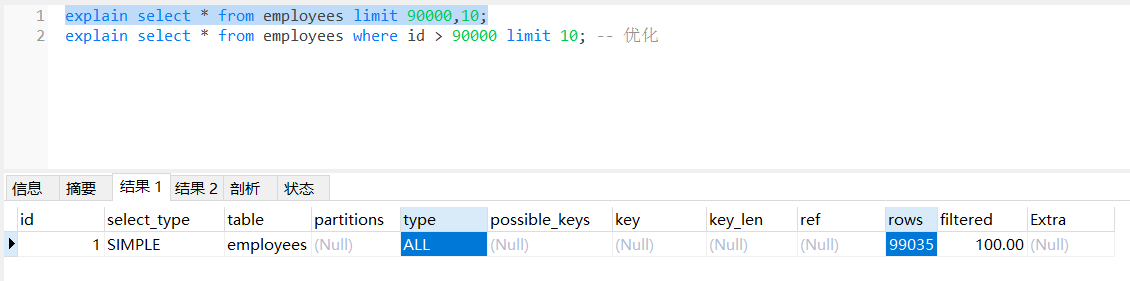 1 explain select * from employees limit 90000,10;
2 explain select * from employees where id > 90000 limit 10; -- 优化
信息 摘要 结果 1 结果 2 剖析 状态
id select_type table partitions type possible_keys key key_len ref rows filtered Extra
1 SIMPLE employees (Null) ALL (Null) (Null) (Null) (Null) 99035 100.00 (Null)